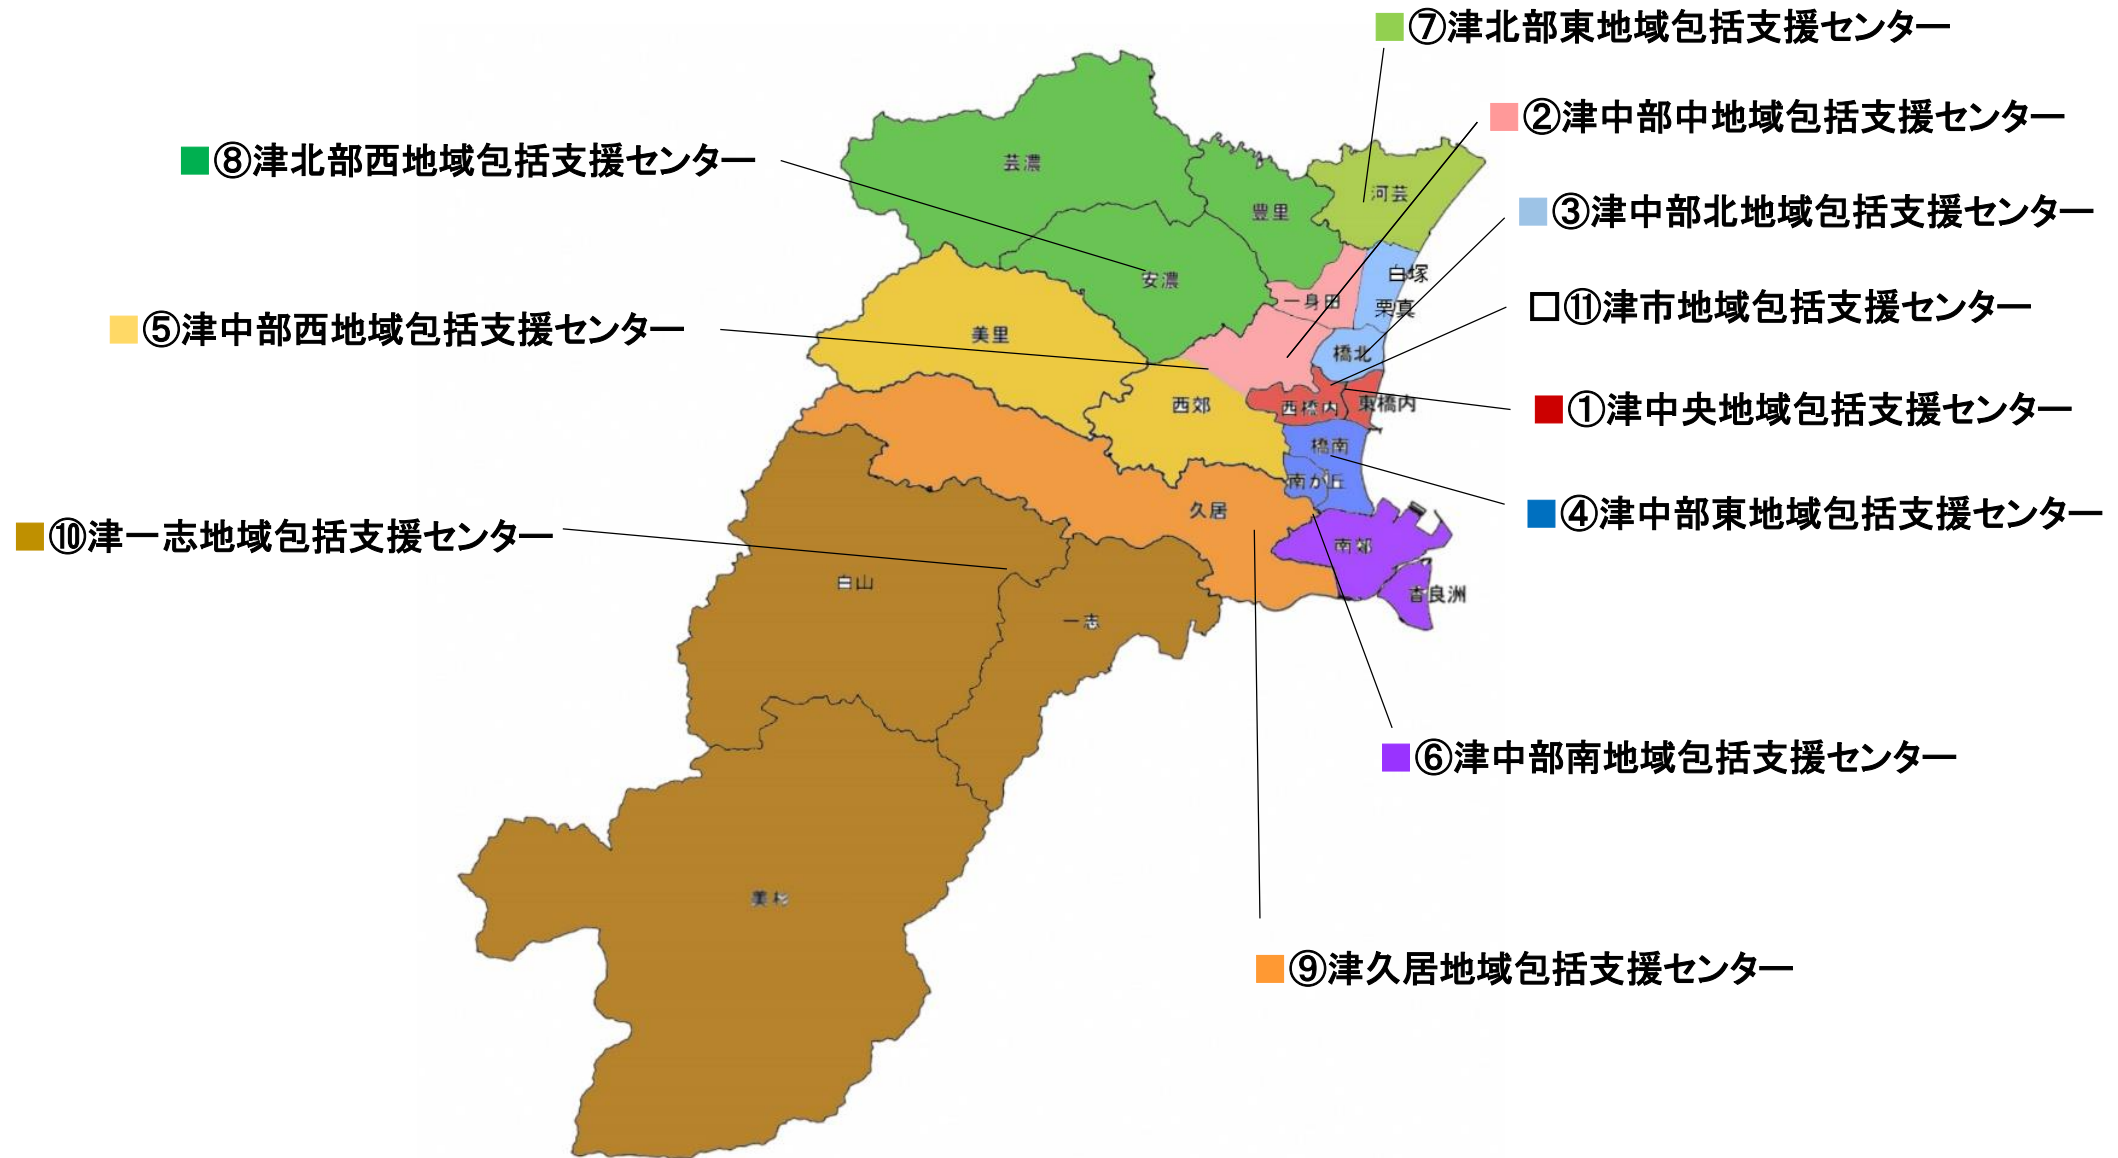 ■⑦津北部東地域包括支援センター
■②津中部中地域包括支援センター
■⑧津北部西地域包括支援センター
芸濃
河芸
豊里
■③津中部北地域包括支援センター
白塚
安濃
一身田
栗真
□⑪津市地域包括支援センター
■⑤津中部西地域包括支援センター
美里
橋北
西郊
西橋内
東橋内
■①津中央地域包括支援センター
橋南
南が丘
久居
■④津中部東地域包括支援センター
■⑩津一志地域包括支援センター
南郊
白山
香良洲
一志
■⑥津中部南地域包括支援センター
美杉
■⑨津久居地域包括支援センター